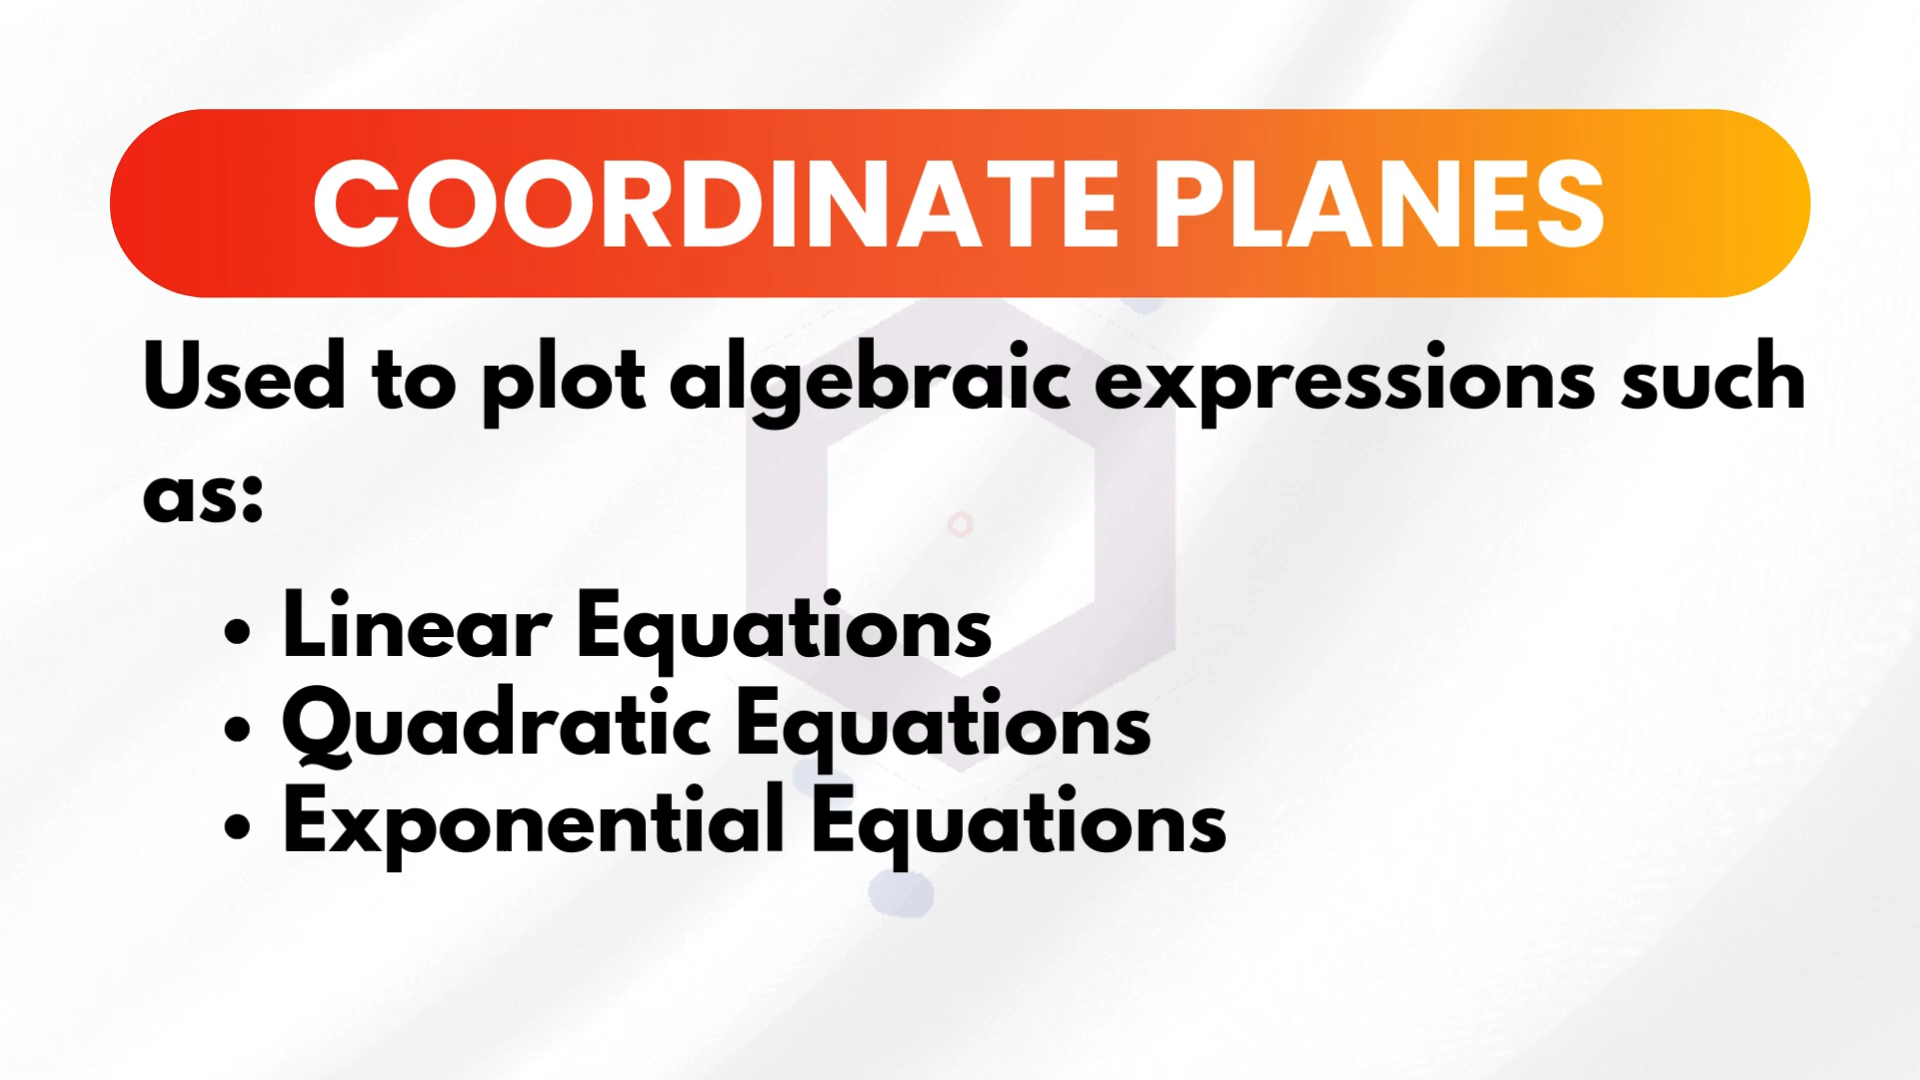 COORDINATE PLANES
Used to plot algebraic expressions such
as:
• Linear Equations
• Quadratic Equations
• Exponential Equations